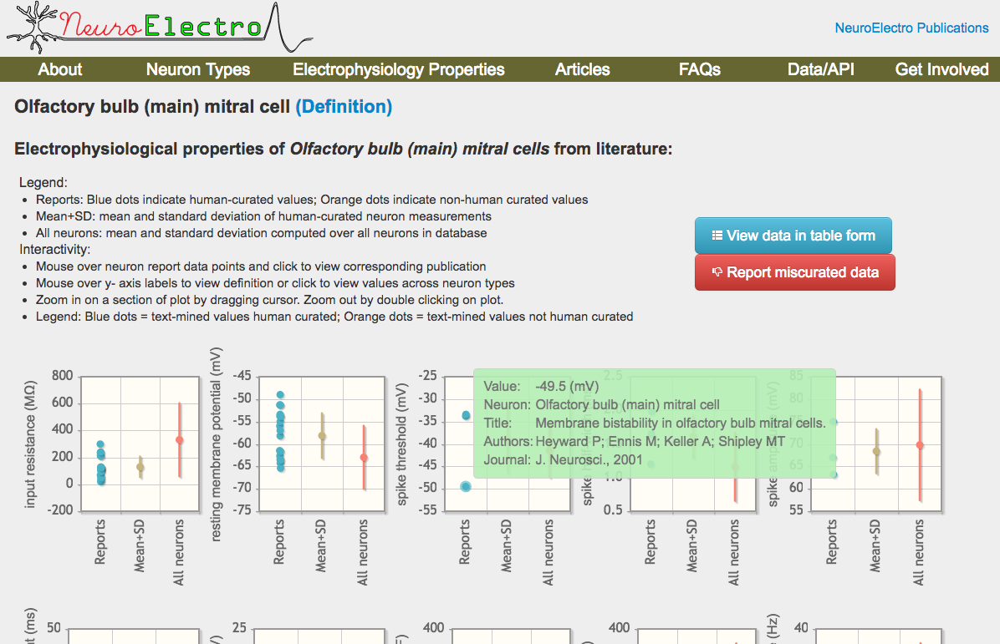 NeuroElectro
NeuroElectro Publications
About Neuron Types Electrophysiology Properties Articles FAQs Data/API Get Involved
Olfactory bulb (main) mitral cell (Definition)
Electrophysiological properties of Olfactory bulb (main) mitral cells from literature:
Legend:
Reports: Blue dots indicate human-curated values; Orange dots indicate non-human curated values
Mean+SD: mean and standard deviation of human-curated neuron measurements
All neurons: mean and standard deviation computed over all neurons in database
Interactivity:
Mouse over neuron report data points and click to view corresponding publication
Mouse over y- axis labels to view definition or click to view values across neuron types
Zoom in on a section of plot by dragging cursor. Zoom out by double clicking on plot.
Legend: Blue dots = text-mined values human curated; Orange dots = text-mined values not human curated
View data in table form
Report miscurated data
input resistance (MΩ)
800
600
400
200
0
-200
Reports
Mean+SD
All neurons
resting membrane potential (mV)
-45
-50
-55
-60
-65
-70
-75
Reports
Mean+SD
All neurons
spike threshold (mV)
-25
-30
-35
-40
-45
-50
-55
Reports
Mean+SD
All neurons
Value: -49.5 (mV)
Neuron: Olfactory bulb (main) mitral cell
Title: Membrane bistability in olfactory bulb mitral cells.
Authors: Heyward P; Ennis M; Keller A; Shipley MT
Journal: J. Neurosci., 2001
spike
2.5
1.0
0.5
Reports
Mean+SD
All neurons
spike amplitude (mV)
85
80
75
70
65
60
55
Reports
Mean+SD
All neurons
(ms)
50
25
400
400
(Hz)
40